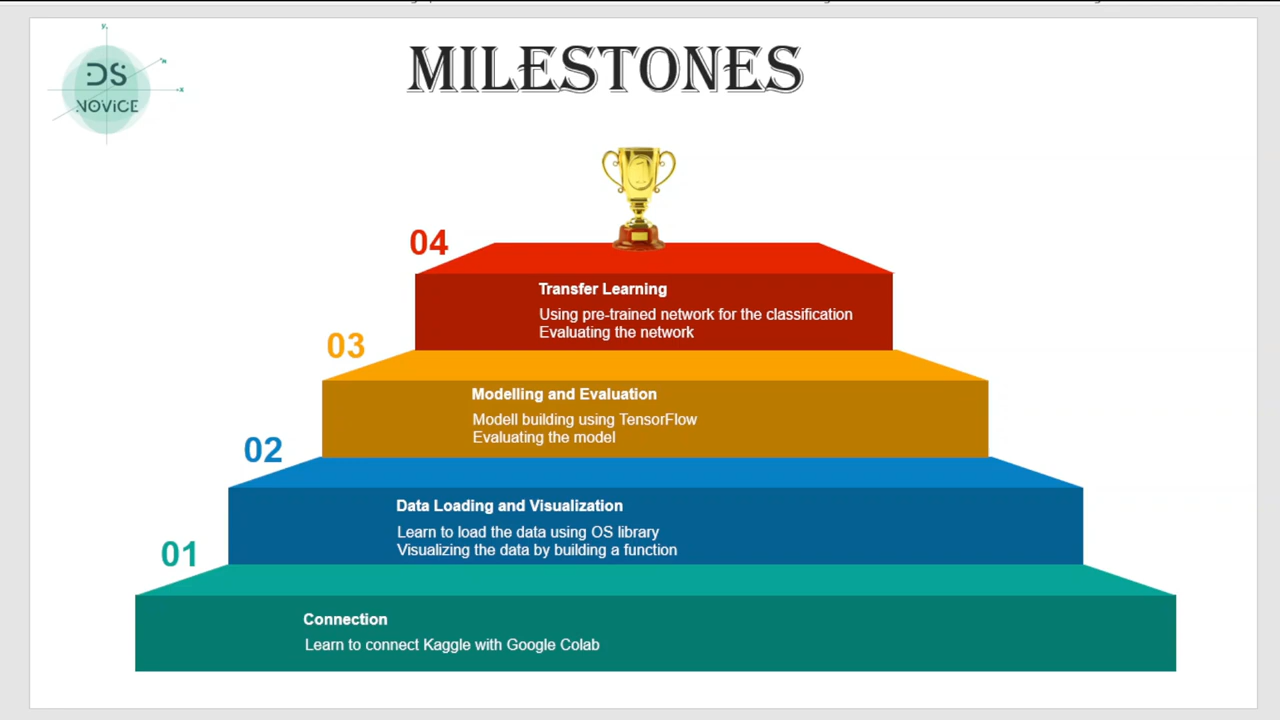 DS
NOVICE
MILESTONES
04
Transfer Learning
Using pre-trained network for the classification
Evaluating the network
03
Modelling and Evaluation
Modell building using TensorFlow
Evaluating the model
02
Data Loading and Visualization
Learn to load the data using OS library
Visualizing the data by building a function
01
Connection
Learn to connect Kaggle with Google Colab